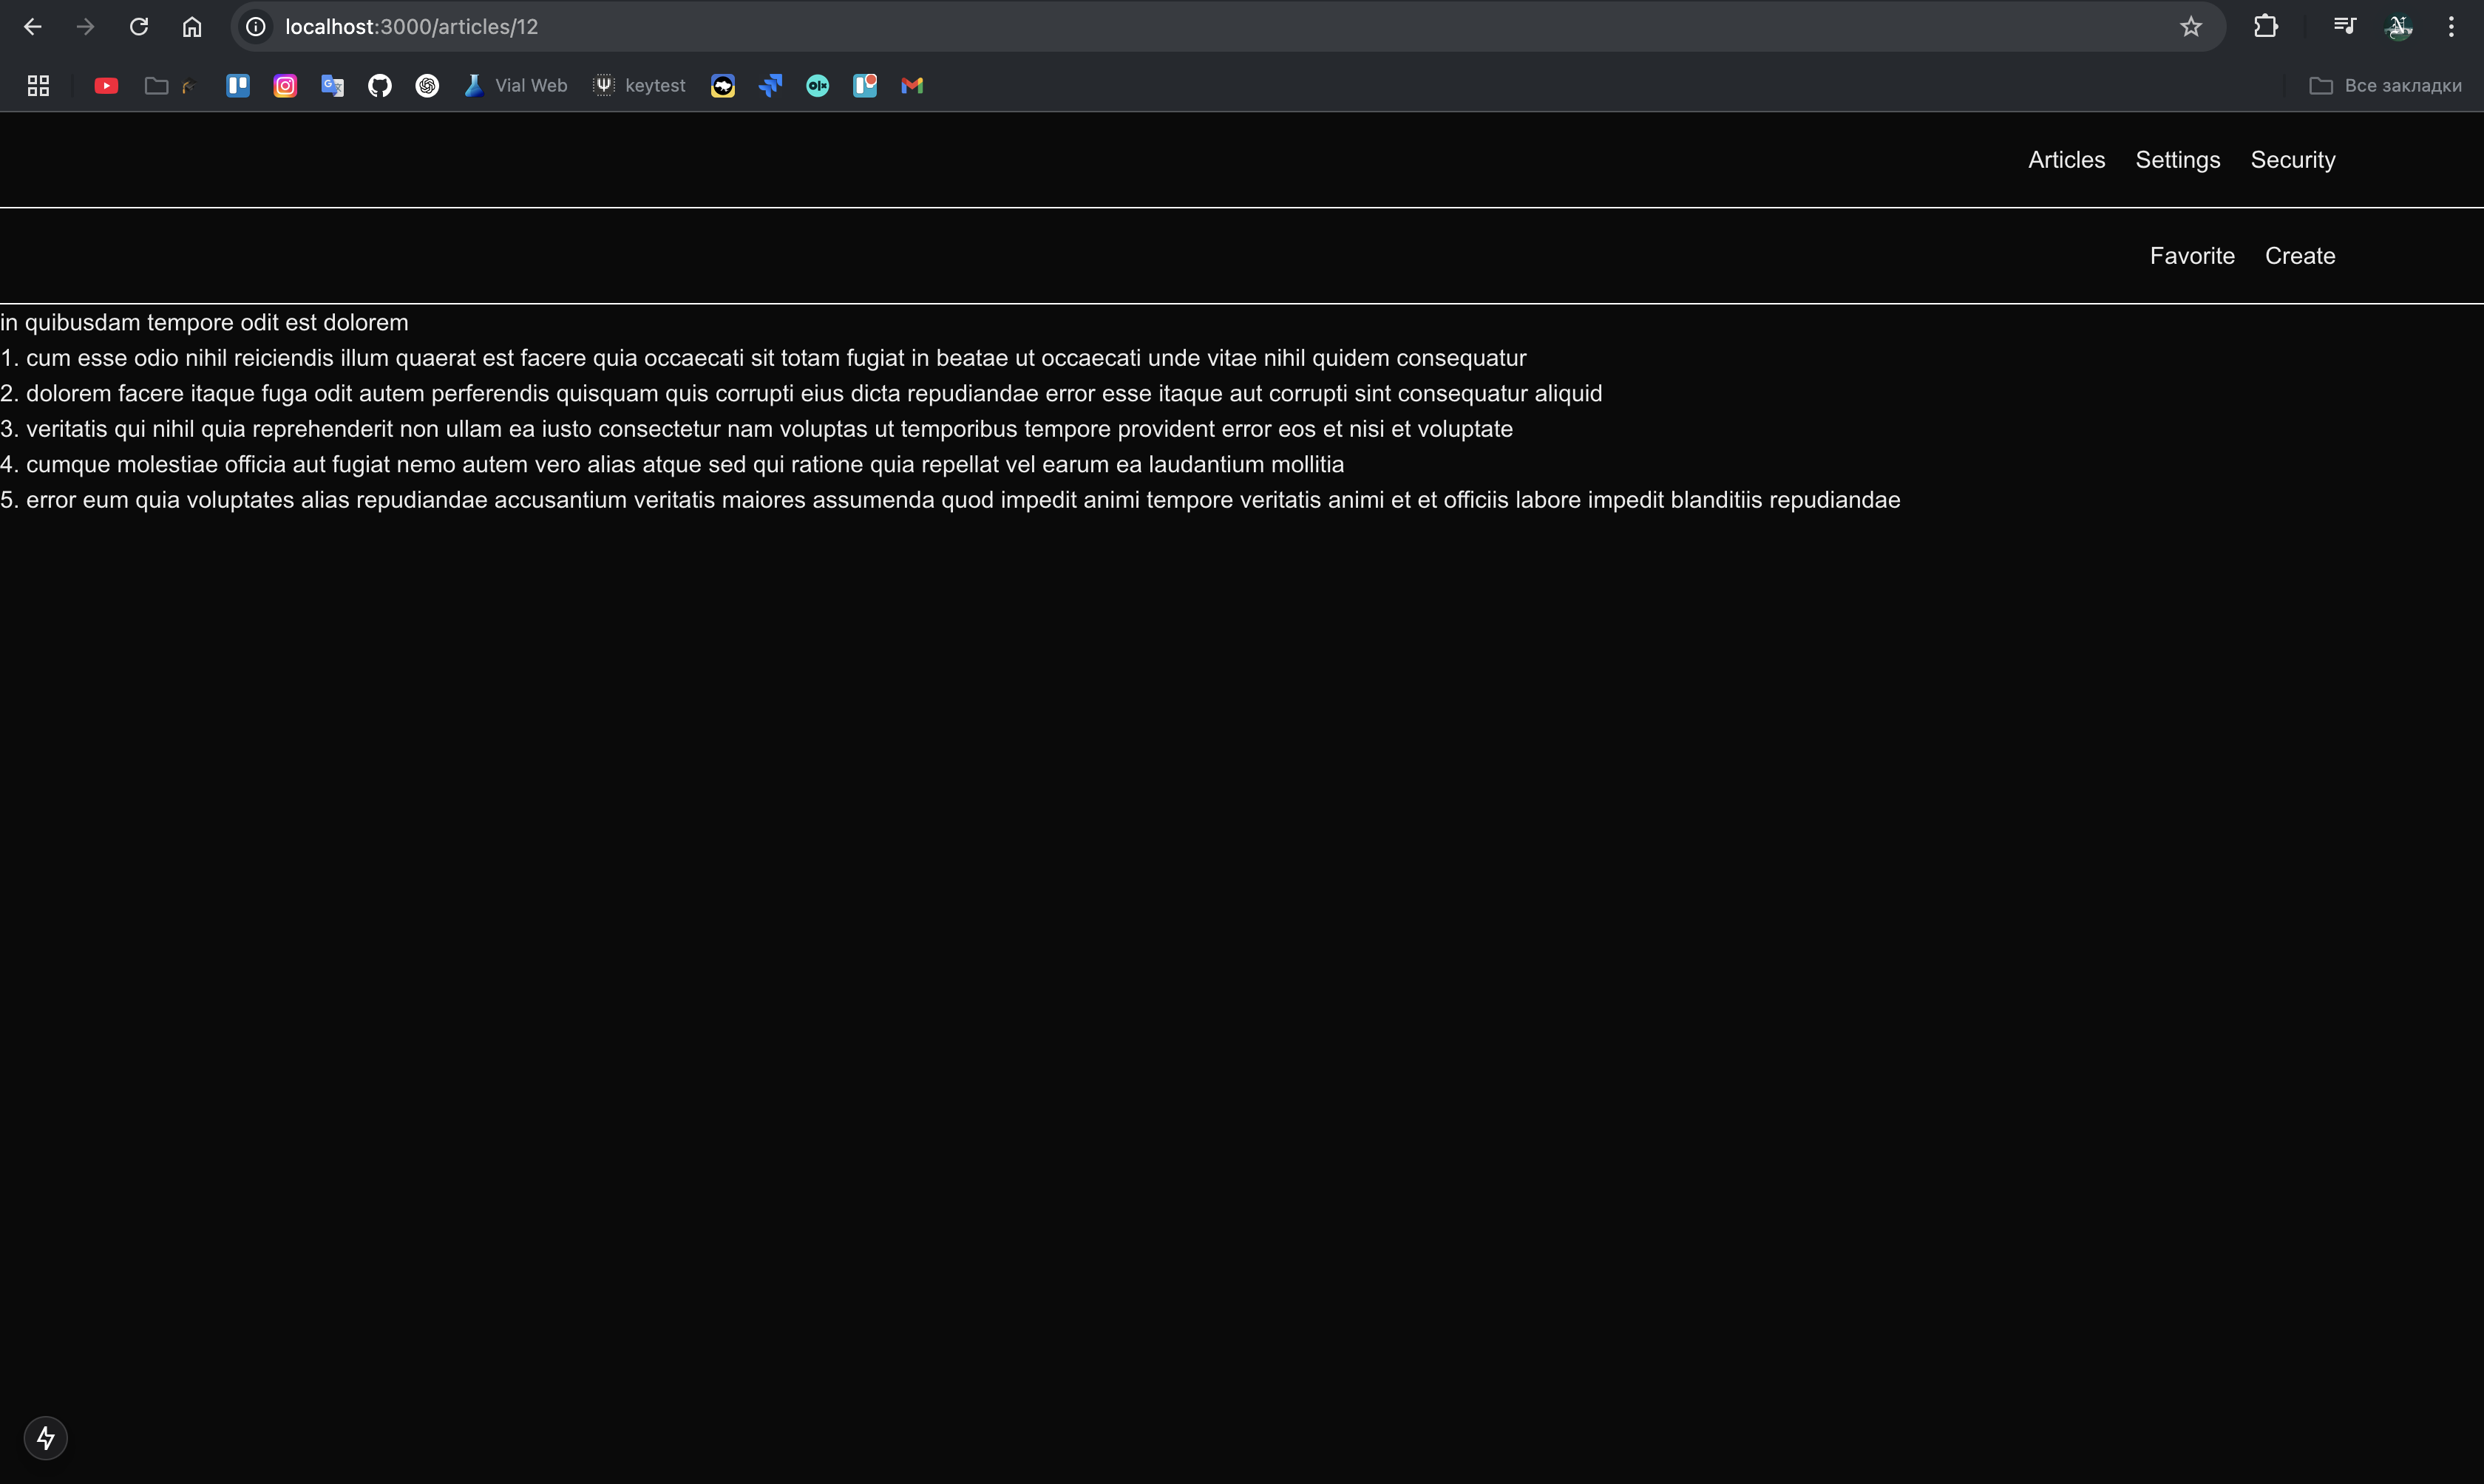 localhost:3000/articles/12
Vial Web keytest Все закладки
Articles Settings Security
Favorite Create
in quibusdam tempore odit est dolorem
1. cum esse odio nihil reiciendis illum quaerat est facere quia occaecati sit totam fugiat in beatae ut occaecati unde vitae nihil quidem consequatur
2. dolorem facere itaque fuga odit autem perferendis quisquam quis corrupti eius dicta repudiandae error esse itaque aut corrupti sint consequatur aliquid
3. veritatis qui nihil quia reprehenderit non ullam ea iusto consectetur nam voluptas ut temporibus tempore provident error eos et nisi et voluptate
4. cumque molestiae officia aut fugiat nemo autem vero alias atque sed qui ratione quia repellat vel earum ea laudantium mollitia
5. error eum quia voluptates alias repudiandae accusantium veritatis maiores assumenda quod impedit animi tempore veritatis animi et et officiis labore impedit blanditiis repudiandae